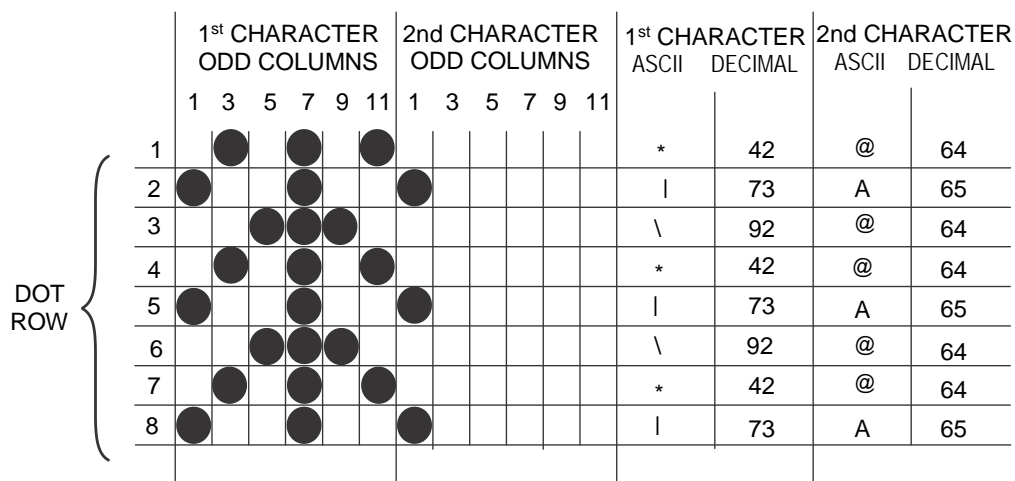 1st CHARACTER ODD COLUMNS 2nd CHARACTER ODD COLUMNS 1st CHARACTER 2nd CHARACTER
ASCII DECIMAL ASCII DECIMAL
1 3 5 7 9 11 1 3 5 7 9 11
1 * 42 @ 64
2 | 73 A 65
3 \ 92 @ 64
4 * 42 @ 64
DOT ROW
5 | 73 A 65
6 \ 92 @ 64
7 * 42 @ 64
8 | 73 A 65